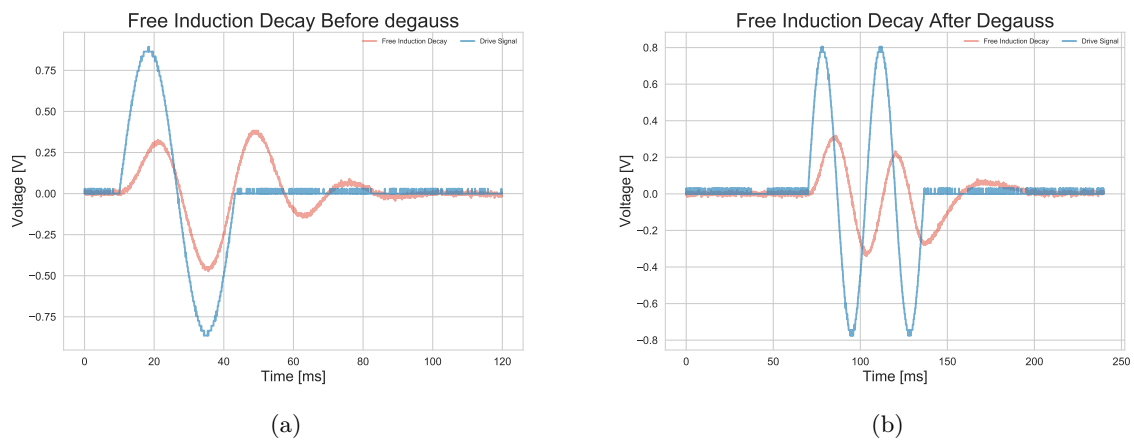 Free Induction Decay Before degauss
Free Induction Decay
Drive Signal
0.75
0.50
0.25
0.00
−0.25
−0.50
−0.75
Voltage [V]
0
20
40
60
80
100
120
Time [ms]
(a)
Free Induction Decay After Degauss
Free Induction Decay
Drive Signal
0.8
0.6
0.4
0.2
0.0
−0.2
−0.4
−0.6
−0.8
Voltage [V]
0
50
100
150
200
250
Time [ms]
(b)